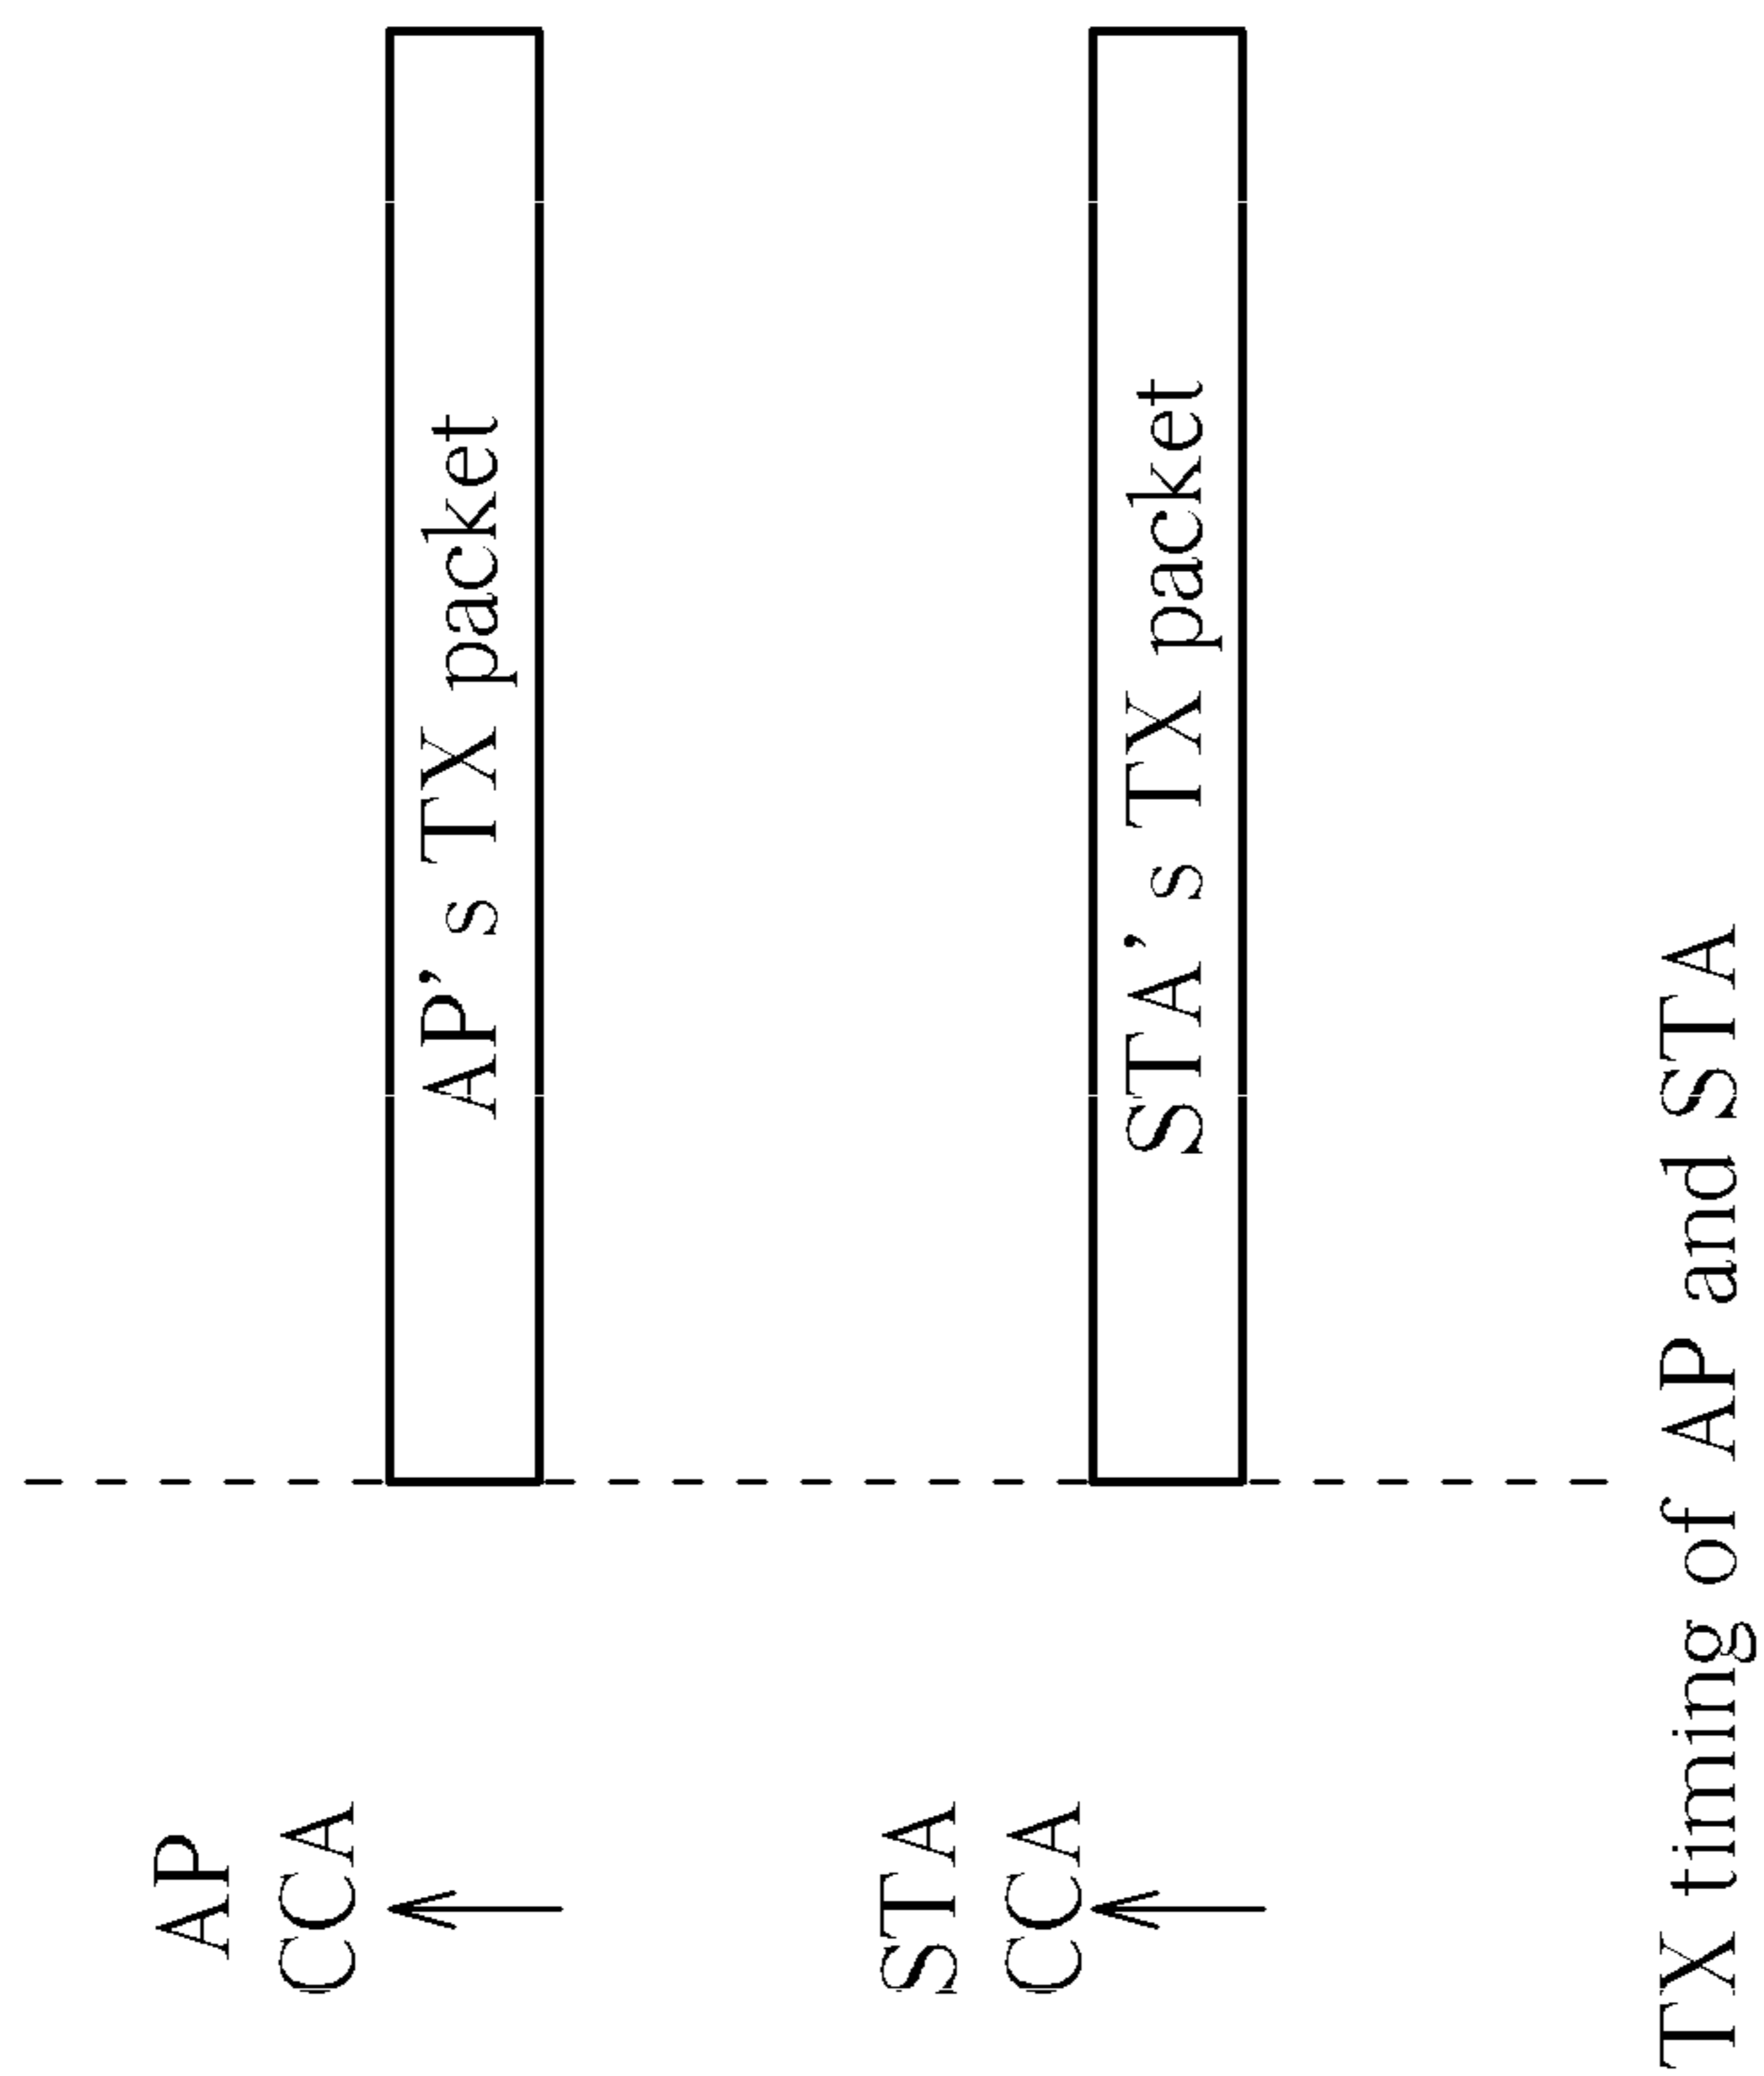 AP
CCA
AP's TX packet
STA
CCA
STA's TX packet
TX timing of AP and STA